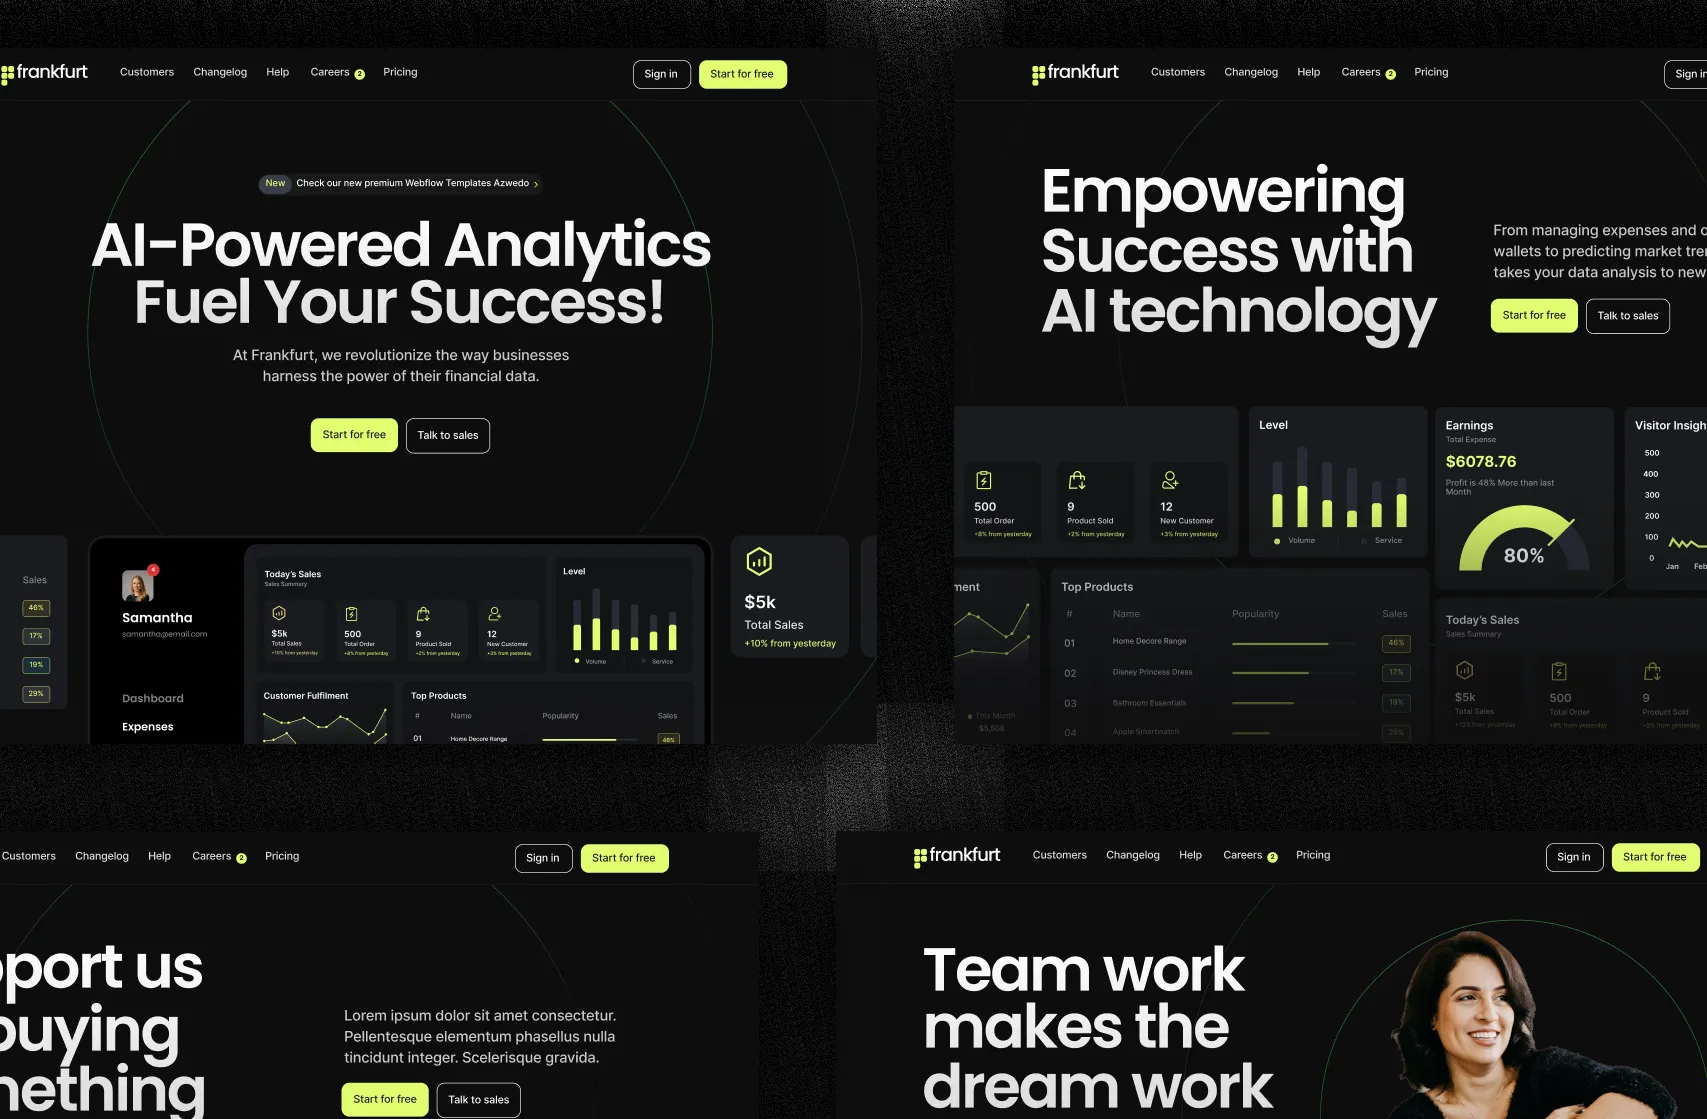 frankfurt
Customers
Changelog
Help
Careers 2
Pricing
Sign in
Start for free
New Check our new premium Webflow Templates Azwedo
AI-Powered Analytics
Fuel Your Success!
At Frankfurt, we revolutionize the way businesses
harness the power of their financial data.
Start for free
Talk to sales
Sales
46%
17%
19%
29%
4
Samantha
samantha@email.com
Dashboard
Expenses
Today's Sales
Sales Summary
$5k
Total Sales
+10% from yesterday
500
Total Order
+8% from yesterday
9
Product Sold
+2% from yesterday
12
New Customer
+3% from yesterday
Level
Volume
Service
Customer Fulfilment
Top Products
# Name Popularity Sales
01 Home Decore Range 46%
$5k
Total Sales
+10% from yesterday
frankfurt
Customers
Changelog
Help
Careers 2
Pricing
Sign in
Empowering
Success with
AI technology
From managing expenses and
wallets to predicting market
takes your data analysis to new
Start for free
Talk to sales
500
Total Order
+8% from yesterday
9
Product Sold
+2% from yesterday
12
New Customer
+3% from yesterday
Level
Volume
Service
Earnings
Total Expense
$6078.76
Profit is 48% More than last
Month
80%
Visitor Insigh
500
400
300
200
100
0
Jan Feb
ment
This Month
$5,506
Top Products
# Name Popularity Sales
01 Home Decore Range 46%
02 Disney Princess Dress 17%
03 Bathroom Essentials 19%
04 Apple Smartwatch 29%
Today's Sales
Sales Summary
$5k
Total Sales
+10% from yesterday
500
Total Order
+8% from yesterday
9
Product Sold
+2% from yesterday
Customers
Changelog
Help
Careers 2
Pricing
Sign in
Start for free
pport us
buying
mething
Lorem ipsum dolor sit amet consectetur.
Pellentesque elementum phasellus nulla
tincidunt integer. Scelerisque gravida.
Start for free
Talk to sales
frankfurt
Customers
Changelog
Help
Careers 2
Pricing
Sign in
Start for free
Team work
makes the
dream work